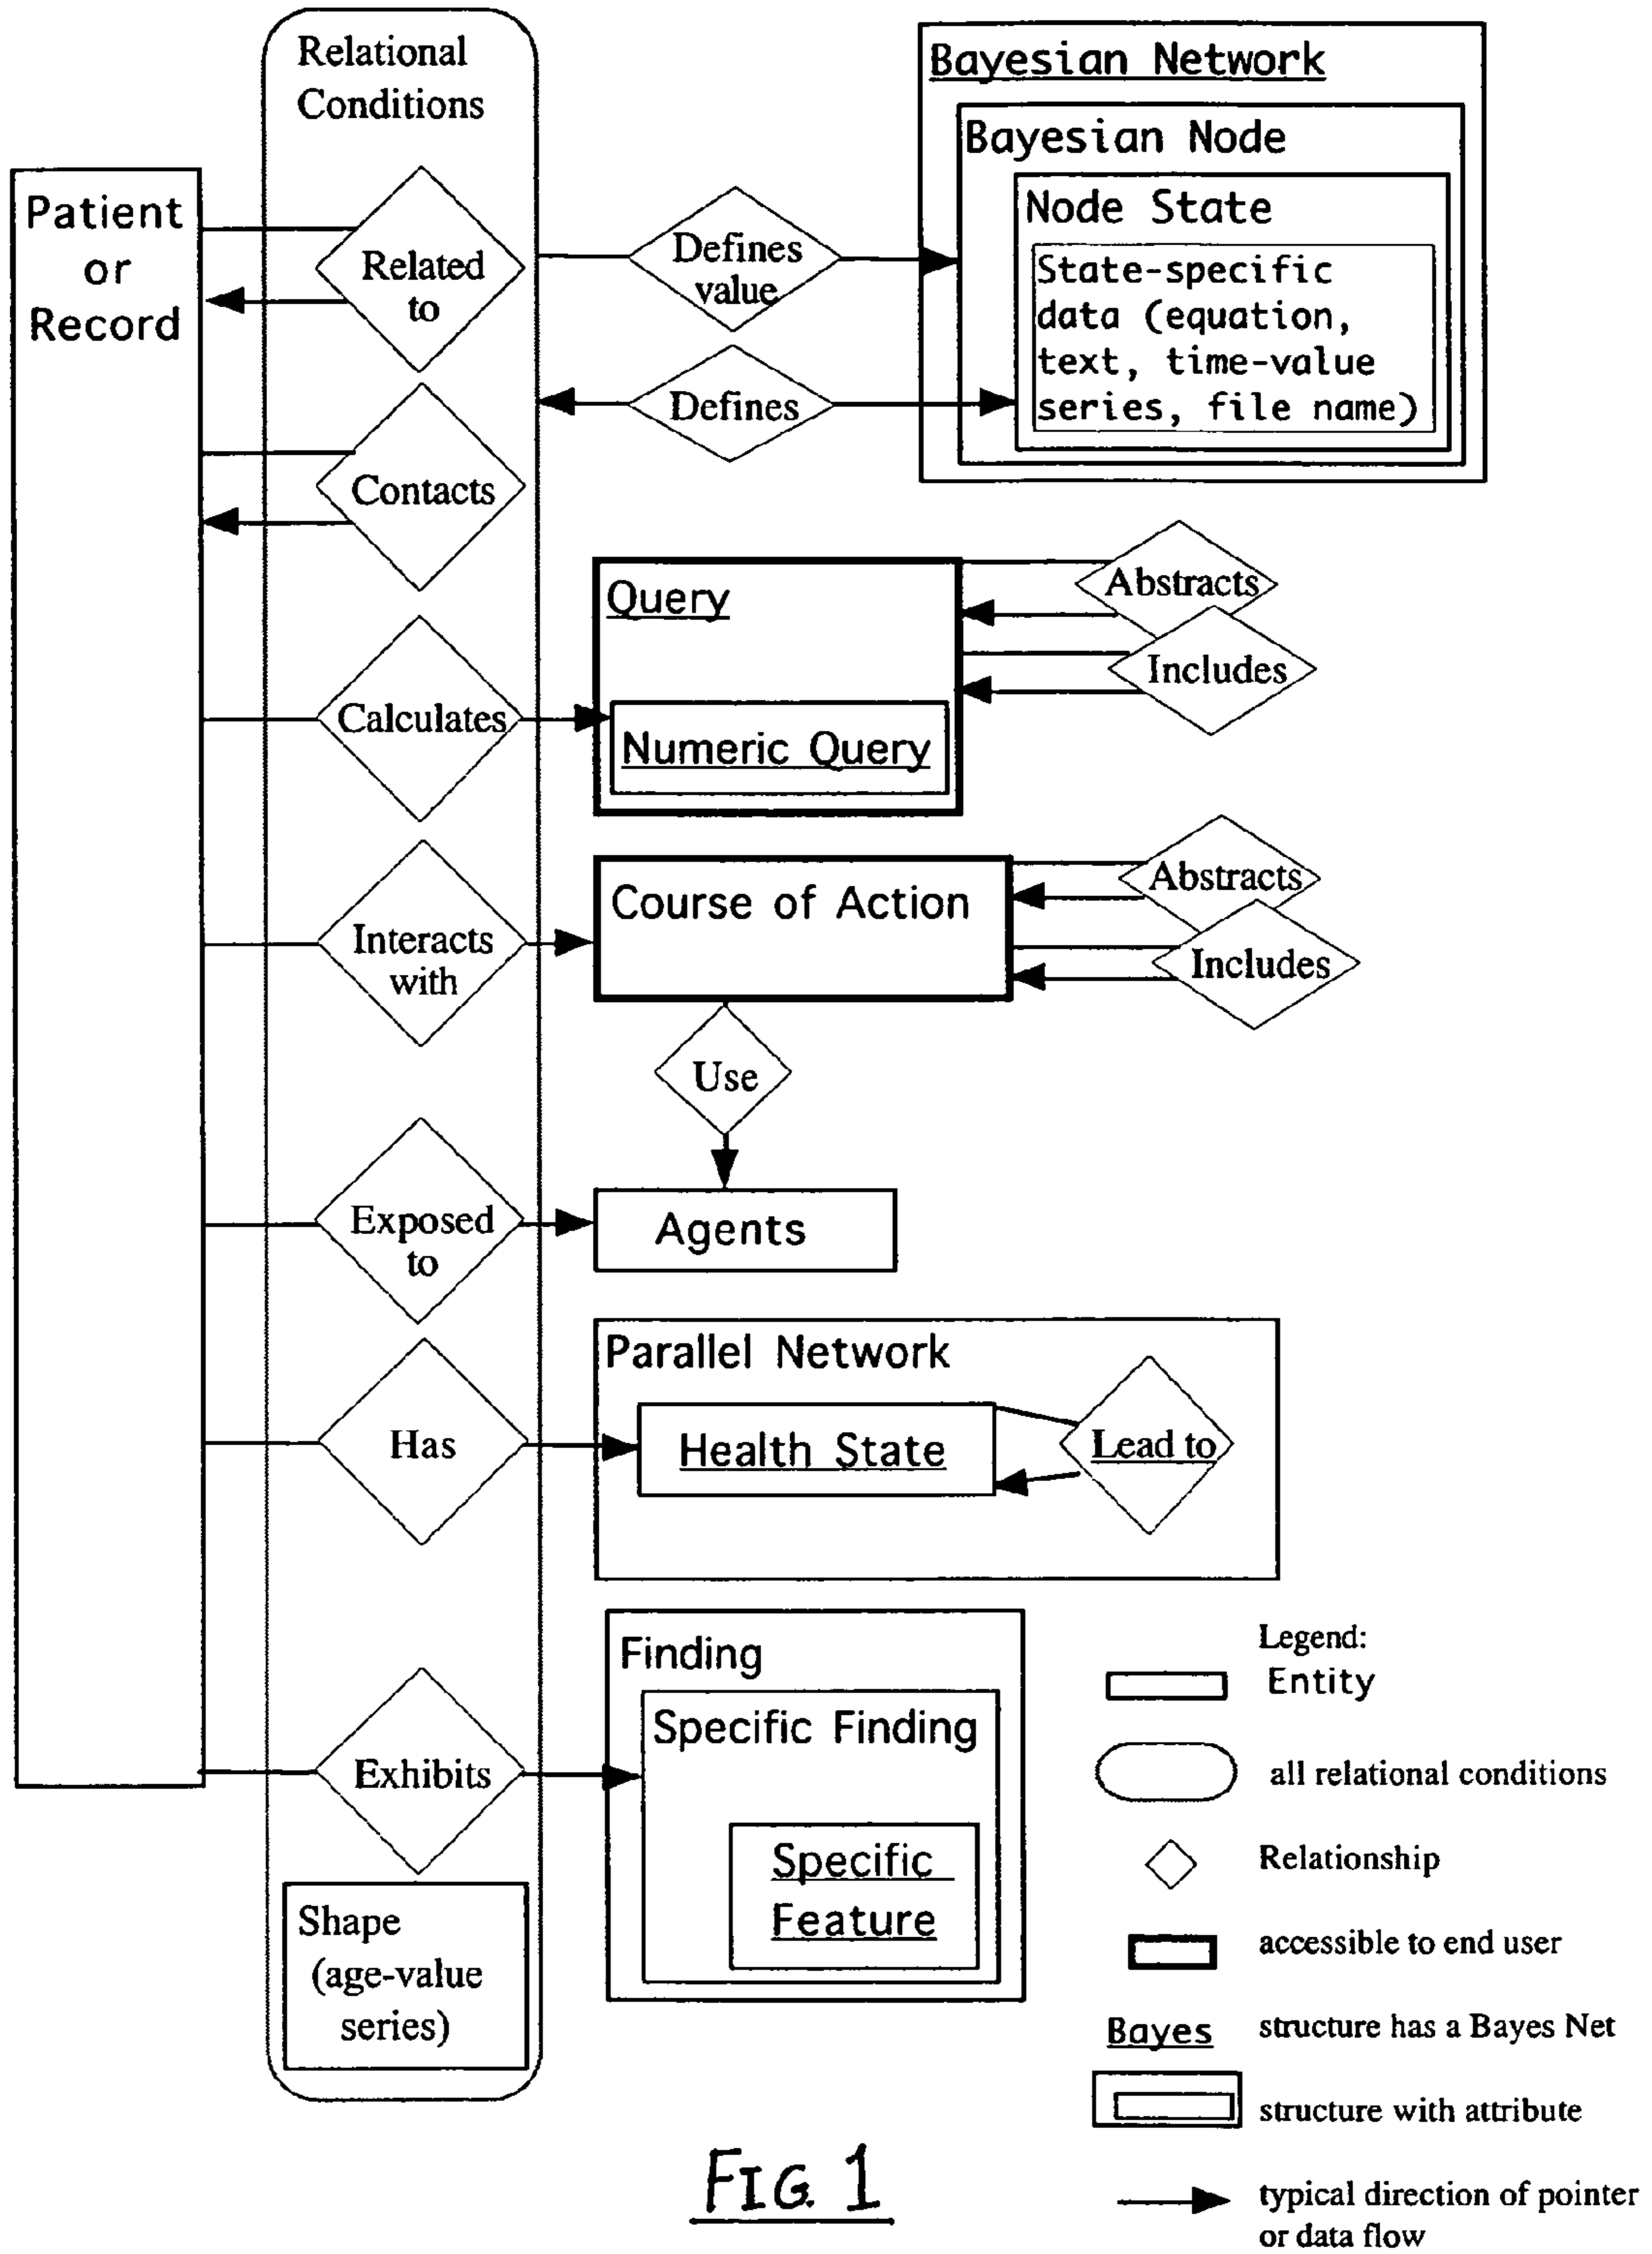 Relational
Conditions
Patient
or
Record
Related
to
Contacts
Calculates
Interacts
with
Exposed
to
Has
Exhibits
Shape
(age-value
series)
Defines
value
Defines
Bayesian Network
Bayesian Node
Node State
State-specific
data (equation,
text, time-value
series, file name)
Query
Numeric Query
Abstracts
Includes
Course of Action
Abstracts
Includes
Use
Agents
Parallel Network
Health State
Lead to
Finding
Specific Finding
Specific
Feature
Legend:
Entity
all relational conditions
Relationship
accessible to end user
Bayes structure has a Bayes Net
structure with attribute
typical direction of pointer
or data flow
FIG. 1